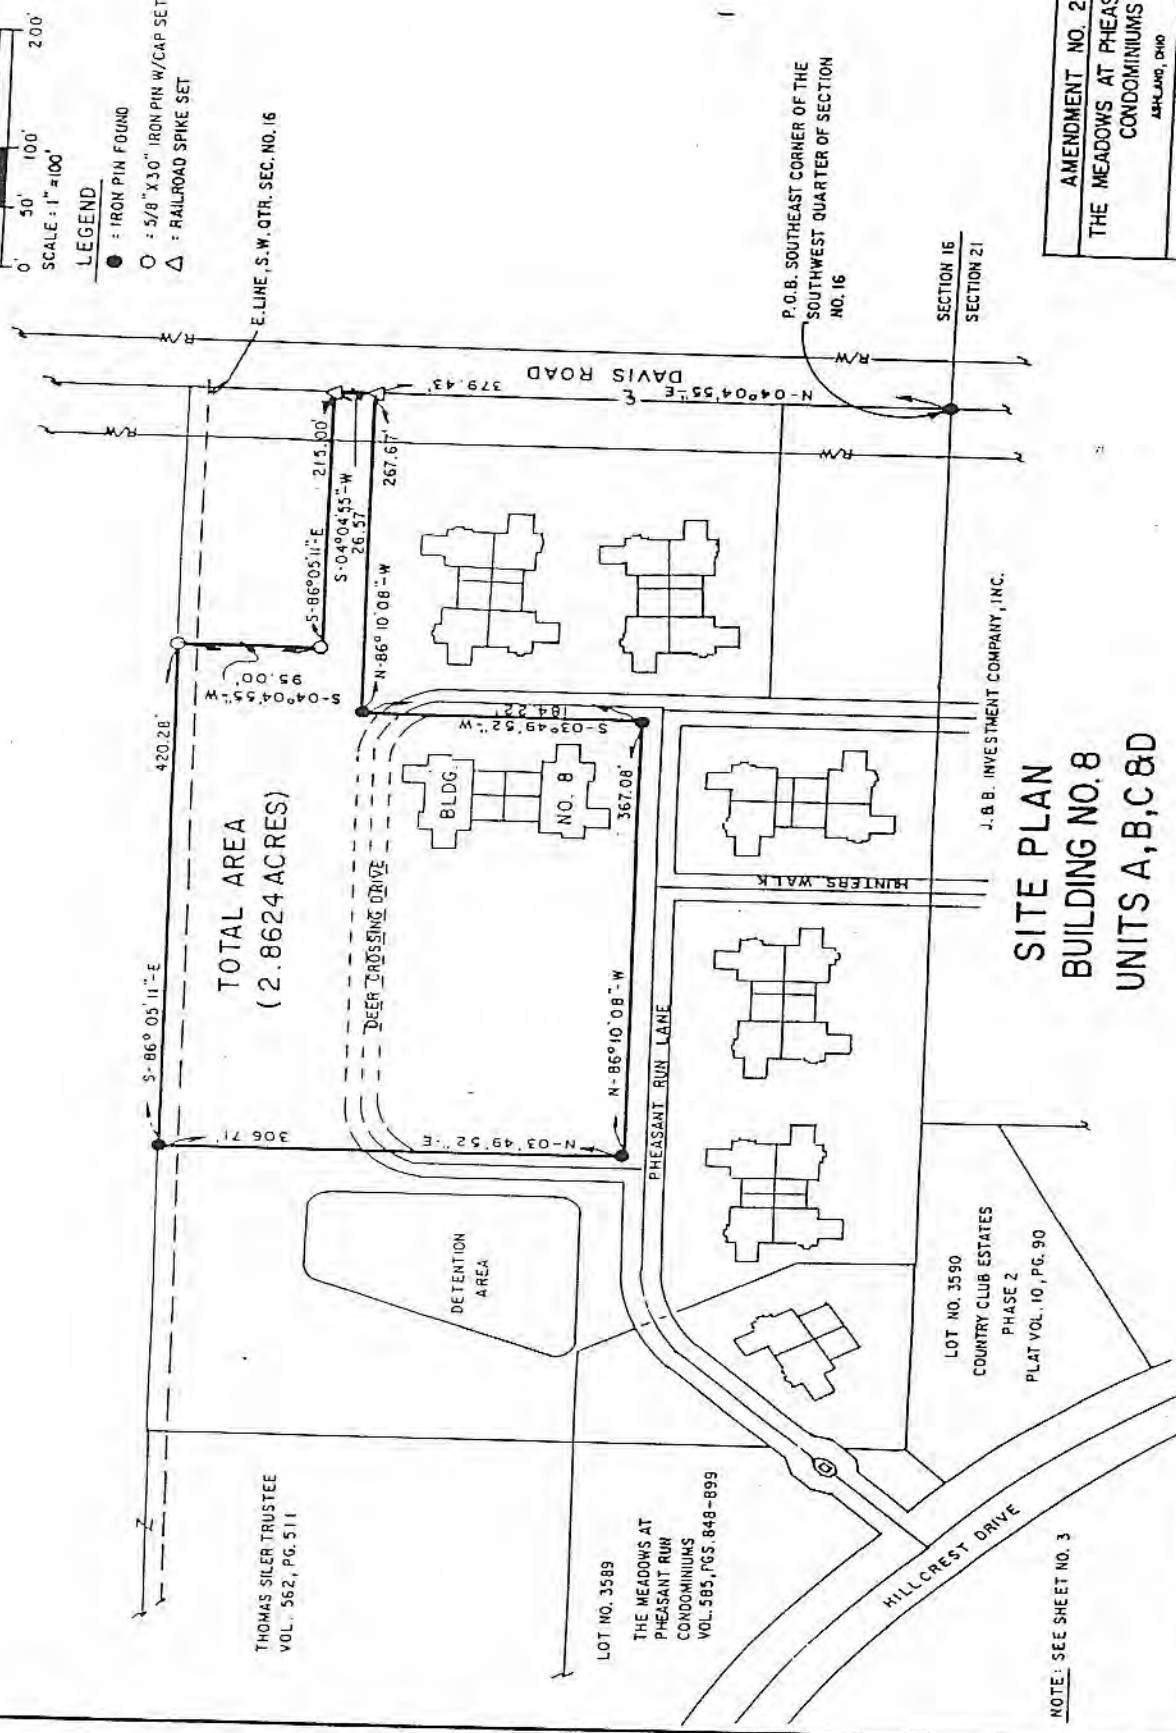 0' 50' 100' 200'
SCALE : 1" = 100'
LEGEND
● : IRON PIN FOUND
○ : 5/8" X 30" IRON PIN W/CAP SET
△ : RAILROAD SPIKE SET
E. LINE, S.W. QTR. SEC. NO. 16
R/W
R/W
R/W
R/W
DAVIS ROAD
N-04°04'55"-E
379.43'
P.O.B. SOUTHEAST CORNER OF THE
SOUTHWEST QUARTER OF SECTION
NO. 16
SECTION 16
SECTION 21
S-86°05'11"-E
420.28'
S-04°04'55"-W
95.00'
S-86°05'11"-E
215.00'
S-04°04'55"-W
26.57'
267.67'
N-86°10'08"-W
S-03°49'52"-W
184.22'
367.08'
N-86°10'08"-W
N-03°49'52"-E
306.71'
TOTAL AREA
(2.8624 ACRES)
DEER CROSSING DRIVE
BLDG.
NO. 8
PHEASANT RUN LANE
HUNTERS WALK
DETENTION
AREA
THOMAS SILER TRUSTEE
VOL. 562, PG. 511
LOT NO. 3589
THE MEADOWS AT
PHEASANT RUN
CONDOMINIUMS
VOL. 585, PGS. 848-899
HILLCREST DRIVE
LOT NO. 3590
COUNTRY CLUB ESTATES
PHASE 2
PLAT VOL. 10, PG. 90
J. & B. INVESTMENT COMPANY, INC.
NOTE: SEE SHEET NO. 3
SITE PLAN
BUILDING NO. 8
UNITS A, B, C & D
AMENDMENT NO. 2
THE MEADOWS AT PHEAS
CONDOMINIUMS
ASHLAND, OHIO